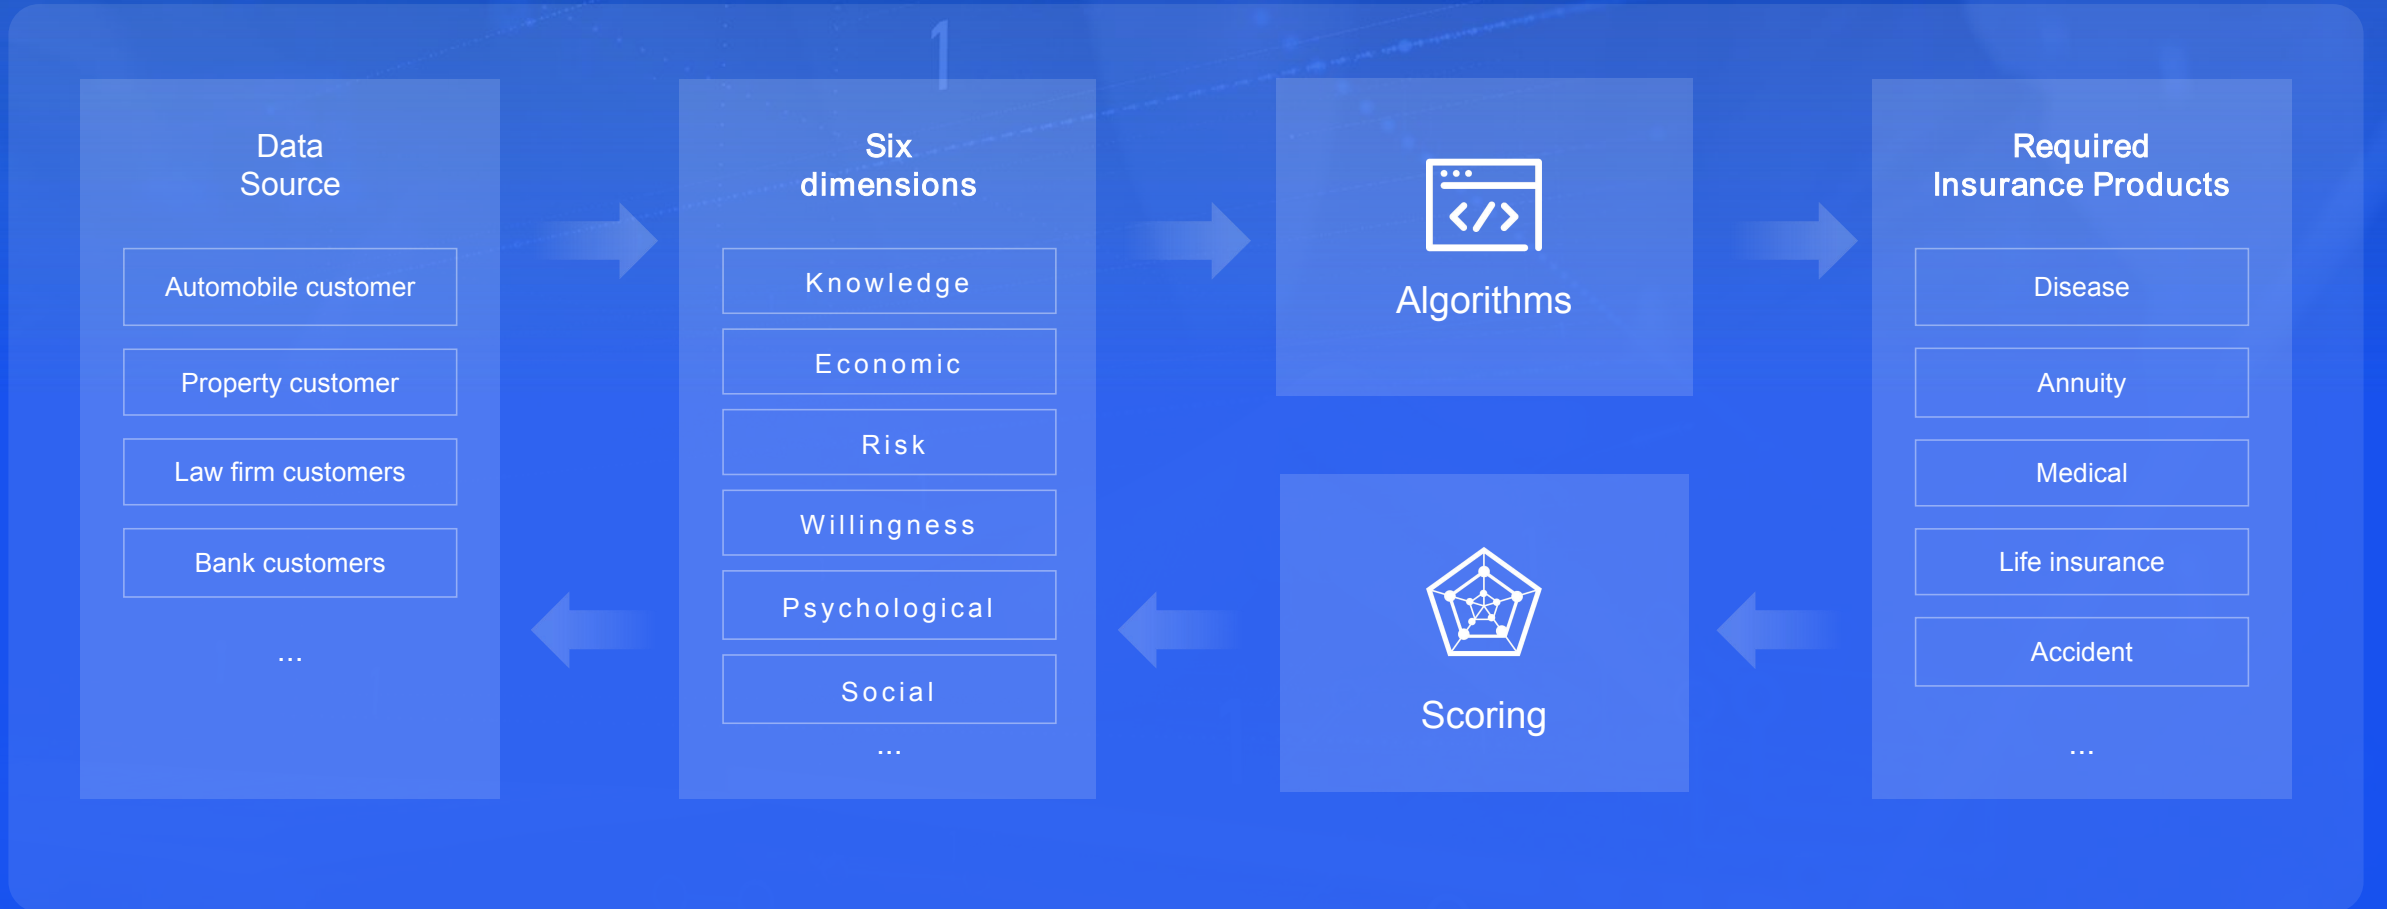 1
Data
Source
Automobile customer
Property customer
Law firm customers
Bank customers
...
Six
dimensions
Knowledge
Economic
Risk
Willingness
Psychological
Social
...
</>
Algorithms
Scoring
Required
Insurance Products
Disease
Annuity
Medical
Life insurance
Accident
...